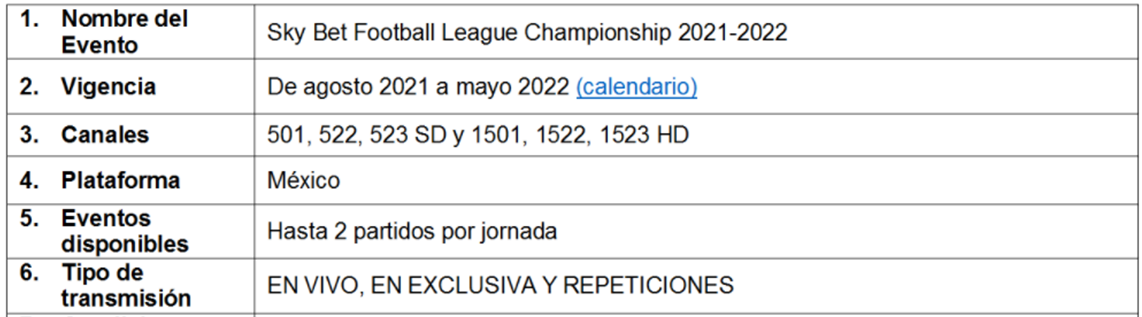 1. Nombre del
Evento
Sky Bet Football League Championship 2021-2022
2. Vigencia
De agosto 2021 a mayo 2022 (calendario)
3. Canales
501, 522, 523 SD y 1501, 1522, 1523 HD
4. Plataforma
México
5. Eventos
disponibles
Hasta 2 partidos por jornada
6. Tipo de
transmisión
EN VIVO, EN EXCLUSIVA Y REPETICIONES